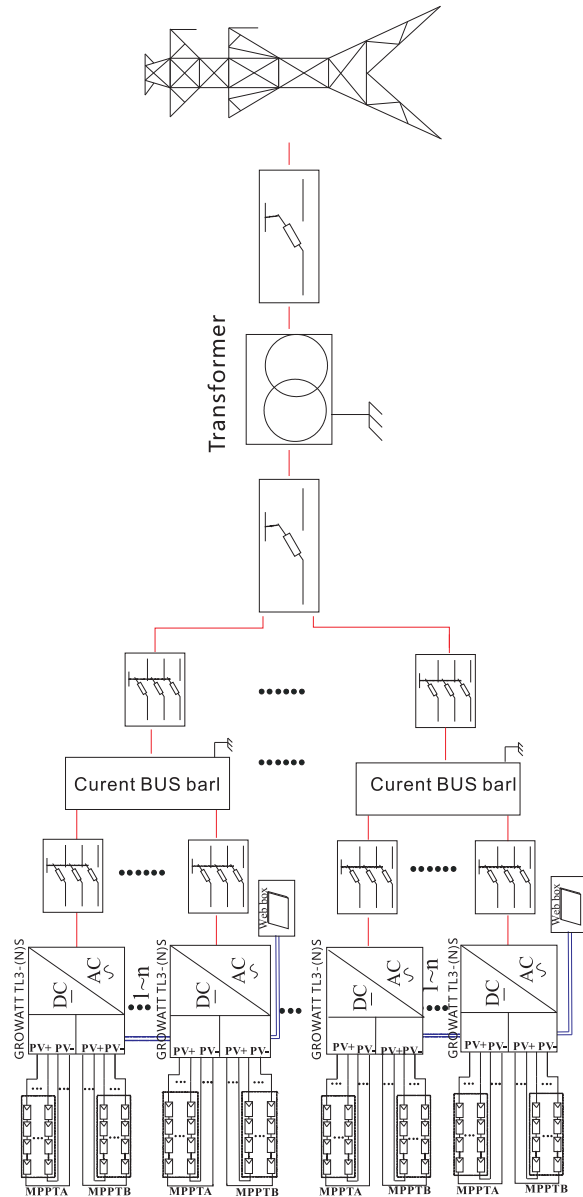 Transformer
Curent BUS barl
Curent BUS barl
Web box
Web box
GROWATT TL3-(N)S
DC
AC
1~n
GROWATT TL3-(N)S
DC
AC
GROWATT TL3-(N)S
DC
AC
1~n
GROWATT TL3-(N)S
DC
AC
PV+ PV- PV+ PV-
PV+ PV- PV+ PV-
PV+ PV- PV+ PV-
PV+ PV- PV+ PV-
MPPTA MPPTB MPPTA MPPTB MPPTA MPPTB MPPTA MPPTB